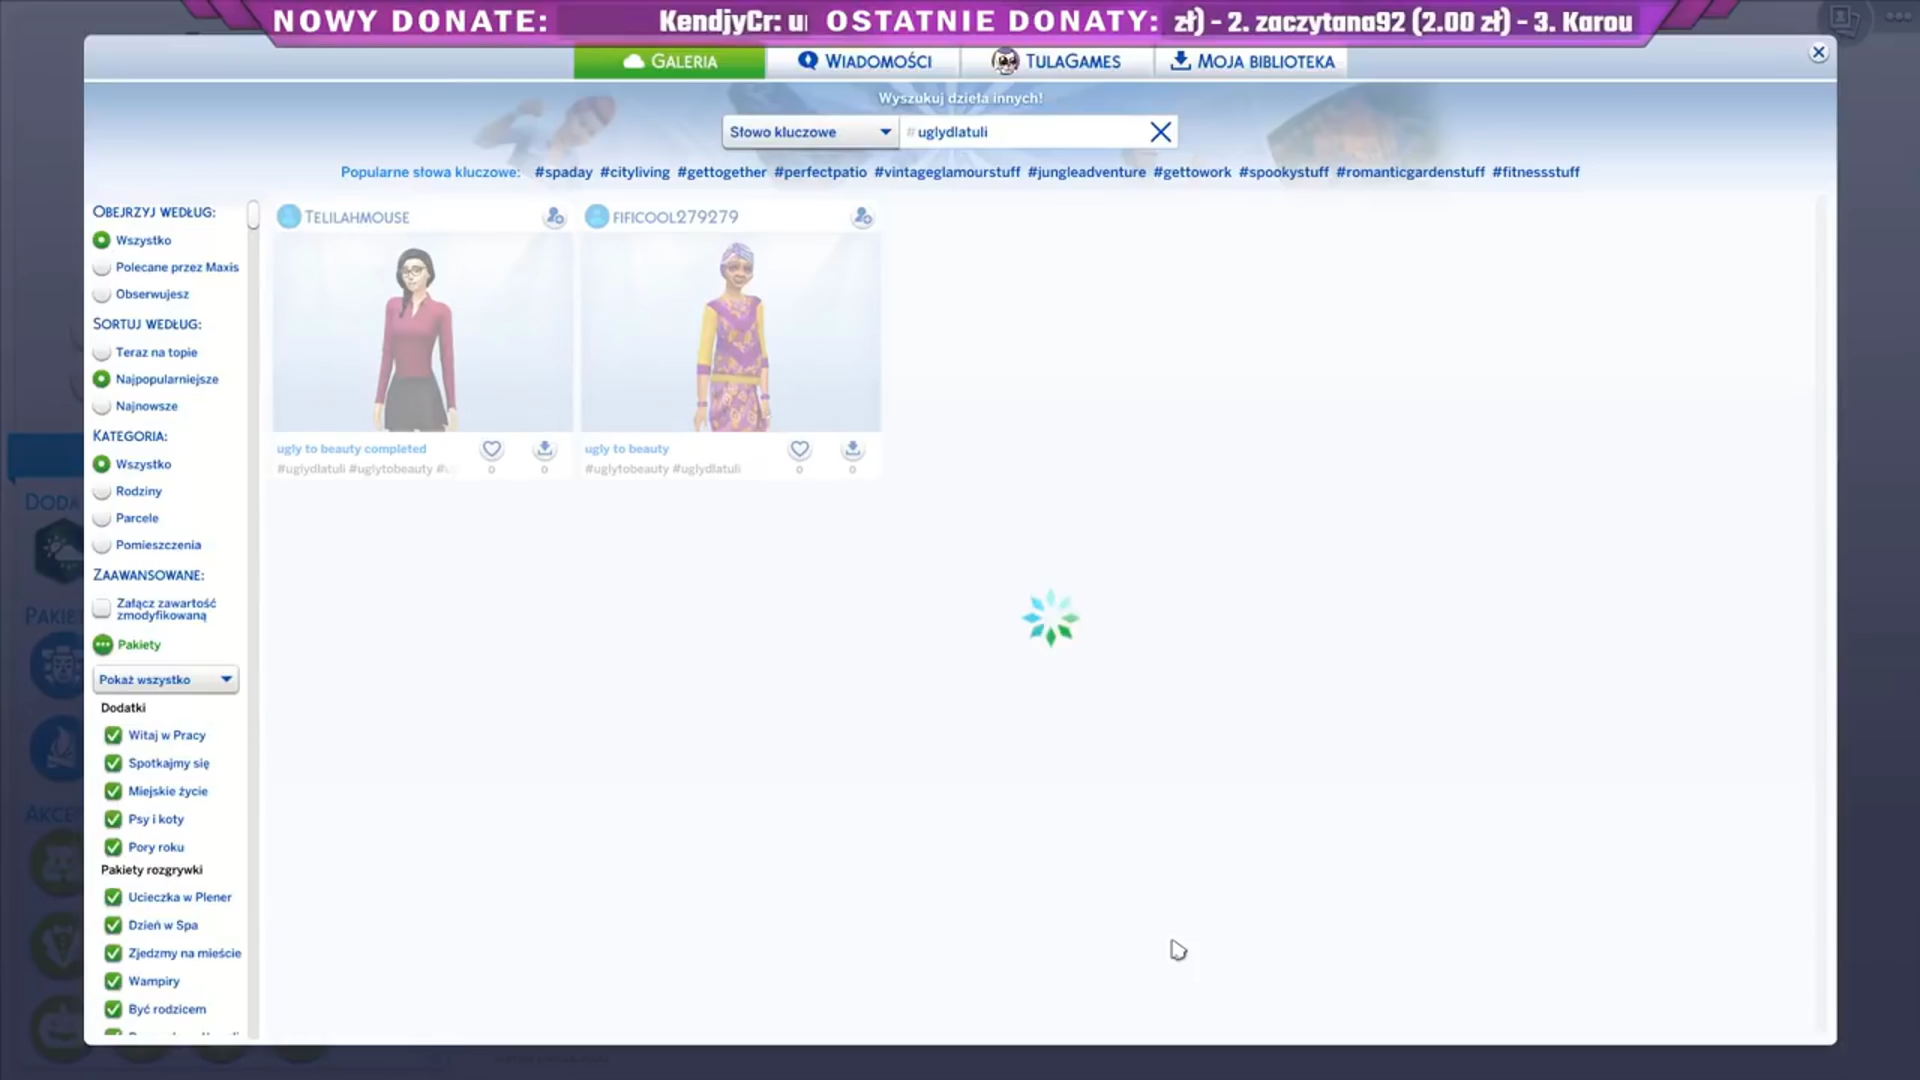 NOWY DONATE: KendjyCr: OSTATNIE DONATY: zł) - 2. zaczytana92 (2.00 zł) - 3. Karou
GALERIA
WIADOMOŚCI
TULAGAMES
MOJA BIBLIOTEKA
Wyszukuj dzieła innych!
Słowo kluczowe
# uglydlatuli
Popularne słowa kluczowe: #spaday #cityliving #gettogether #perfectpatio #vintageglamourstuff #jungleadventure #gettowork #spookystuff #romanticgardenstuff #fitnessstuff
OBEJRZYJ WEDŁUG:
Wszystko
Polecane przez Maxis
Obserwujesz
SORTUJ WEDŁUG:
Teraz na topie
Najpopularniejsze
Najnowsze
KATEGORIA:
Wszystko
Rodziny
Parcele
Pomieszczenia
ZAAWANSOWANE:
Załącz zawartość
zmodyfikowaną
Pakiety
Pokaż wszystko
Dodatki
Witaj w Pracy
Spotkajmy się
Miejskie życie
Psy i koty
Pory roku
Pakiety rozgrywki
Ucieczka w Plener
Dzień w Spa
Zjedzmy na mieście
Wampiry
Być rodzicem
TELILAHMOUSE
ugly to beauty completed
0 0
#uglydlatuli #uglytobeauty
FIFICOOL279279
ugly to beauty
0 0
#uglytobeauty #uglydlatuli
DODA
PAKIE
AKCE